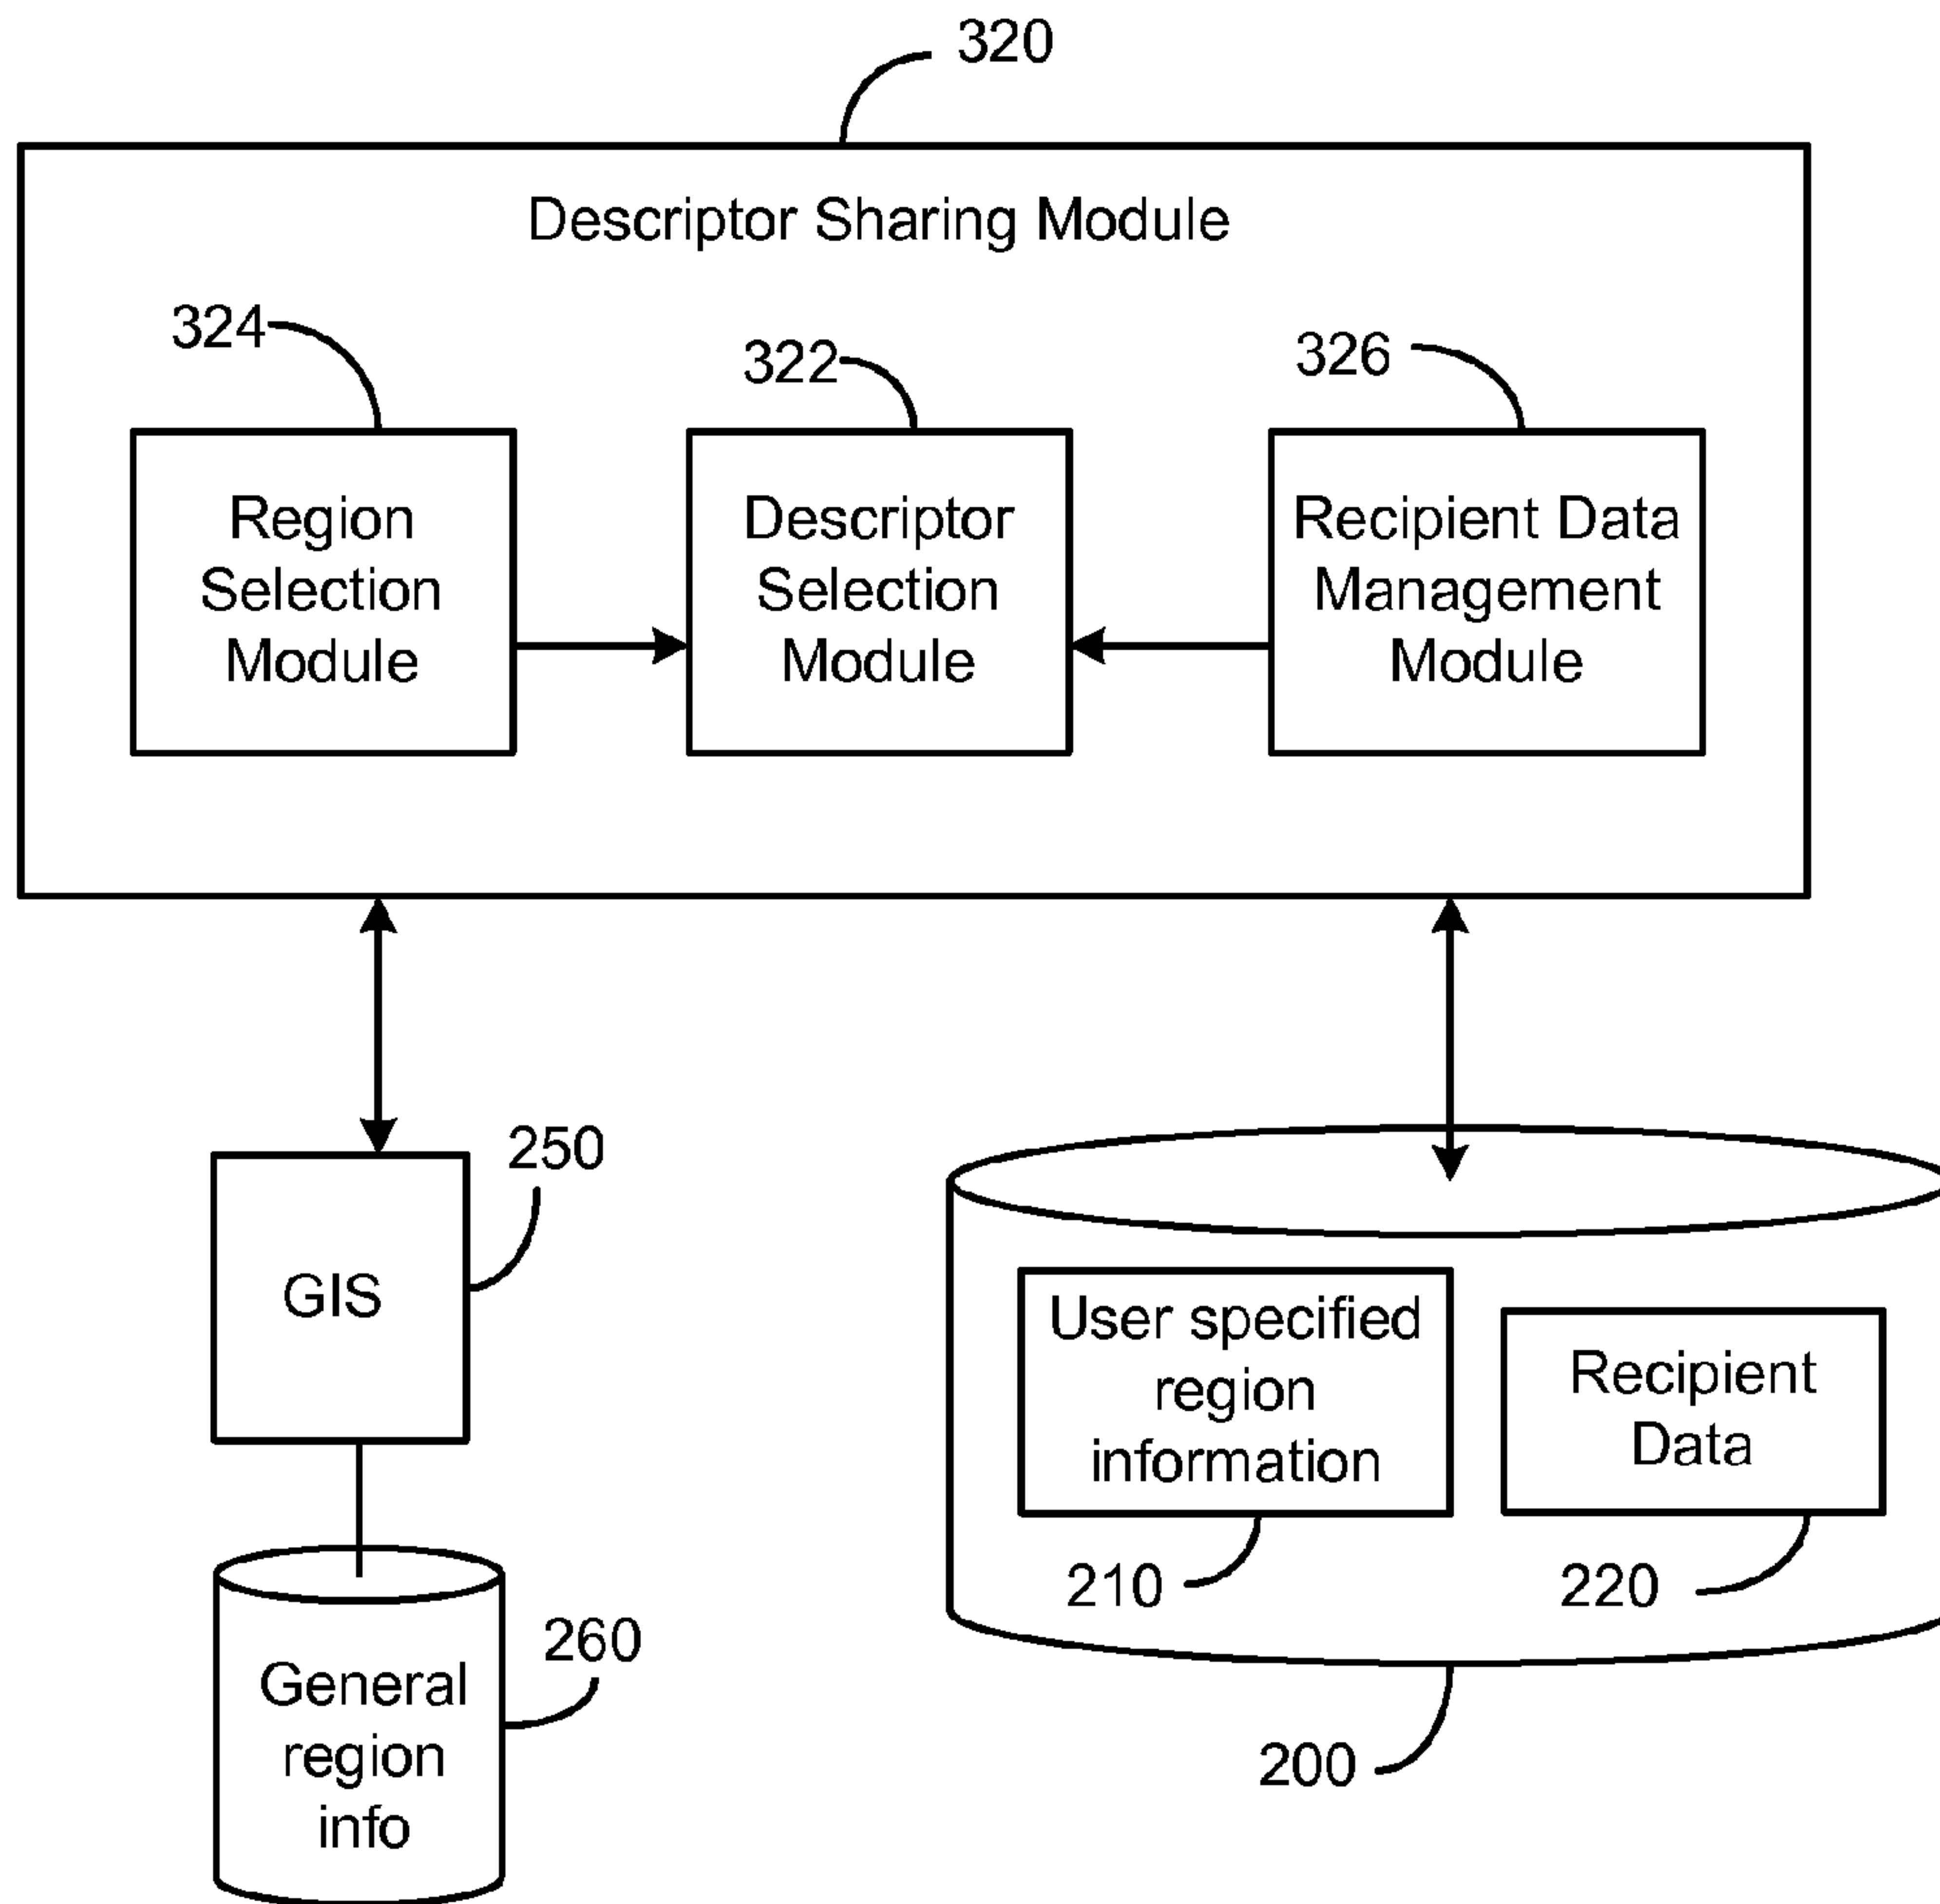 320
Descriptor Sharing Module
324
322
326
Region
Selection
Module
Descriptor
Selection
Module
Recipient Data
Management
Module
250
GIS
User specified
region
information
Recipient
Data
210
220
260
General
region
info
200